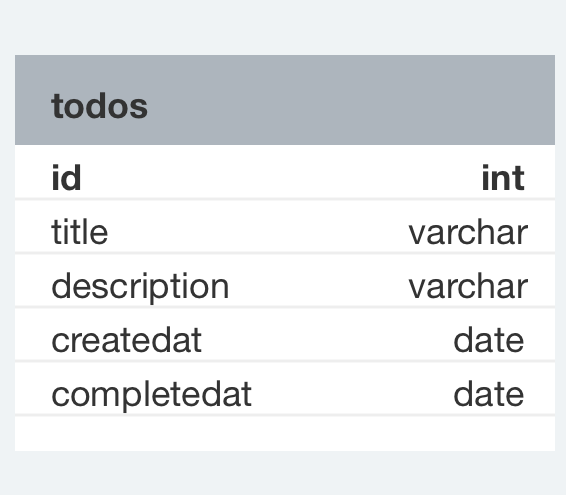 todos
id int
title varchar
description varchar
createdat date
completedat date